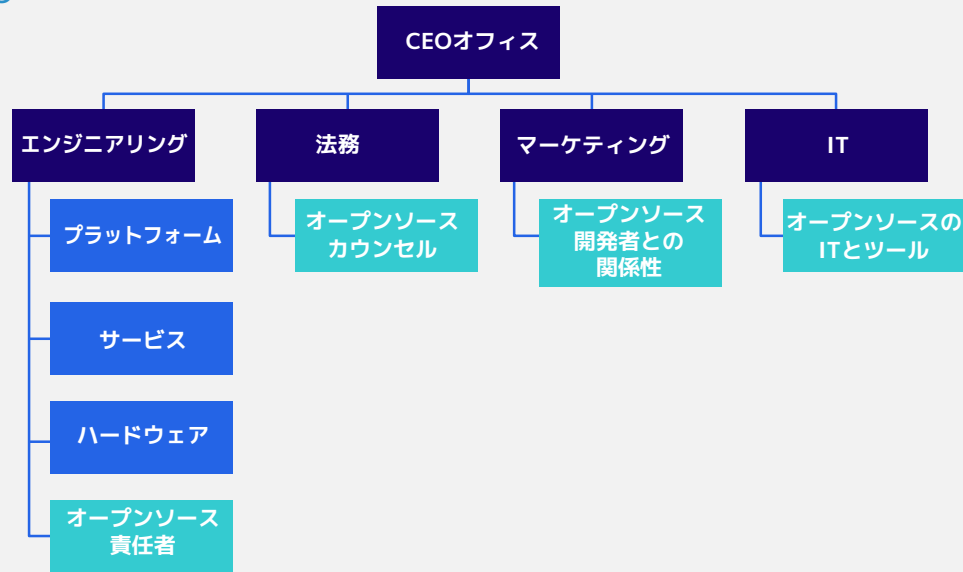 CEOオフィス
エンジニアリング
法務
マーケティング
IT
プラットフォーム
サービス
ハードウェア
オープンソース
責任者
オープンソース
カウンセル
オープンソース
開発者との
関係性
オープンソースの
ITとツール